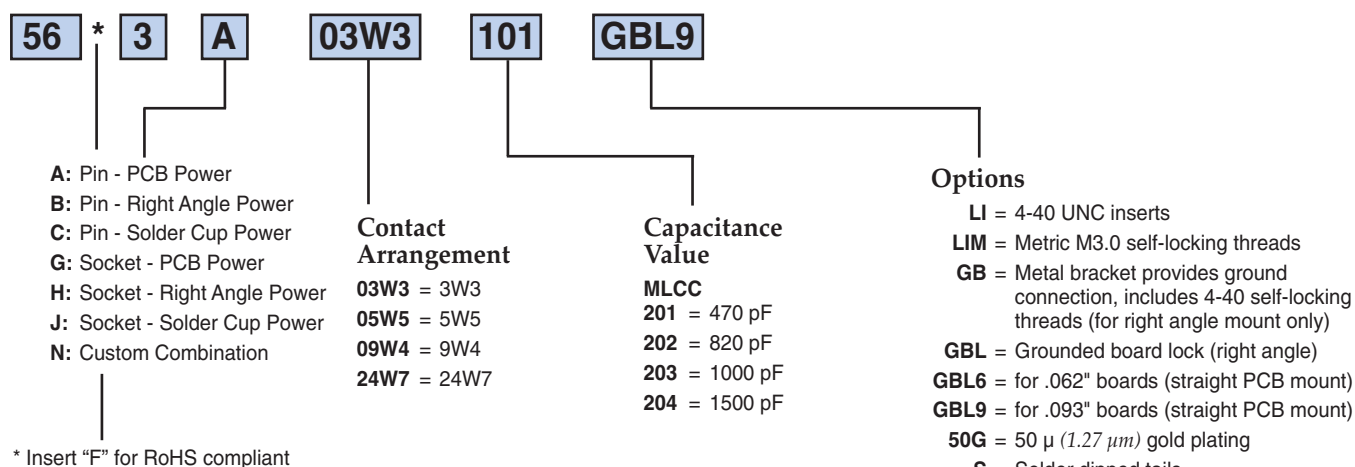 56 * 3 A 03W3 101 GBL9
A: Pin - PCB Power
B: Pin - Right Angle Power
C: Pin - Solder Cup Power
G: Socket - PCB Power
H: Socket - Right Angle Power
J: Socket - Solder Cup Power
N: Custom Combination
* Insert “F” for RoHS compliant
Contact
Arrangement
03W3 = 3W3
05W5 = 5W5
09W4 = 9W4
24W7 = 24W7
Capacitance
Value
MLCC
201 = 470 pF
202 = 820 pF
203 = 1000 pF
204 = 1500 pF
Options
LI = 4-40 UNC inserts
LIM = Metric M3.0 self-locking threads
GB = Metal bracket provides ground
connection, includes 4-40 self-locking
threads (for right angle mount only)
GBL = Grounded board lock (right angle)
GBL6 = for .062" boards (straight PCB mount)
GBL9 = for .093" boards (straight PCB mount)
50G = 50 µ (1.27 µm) gold plating
S = Solder dipped tails